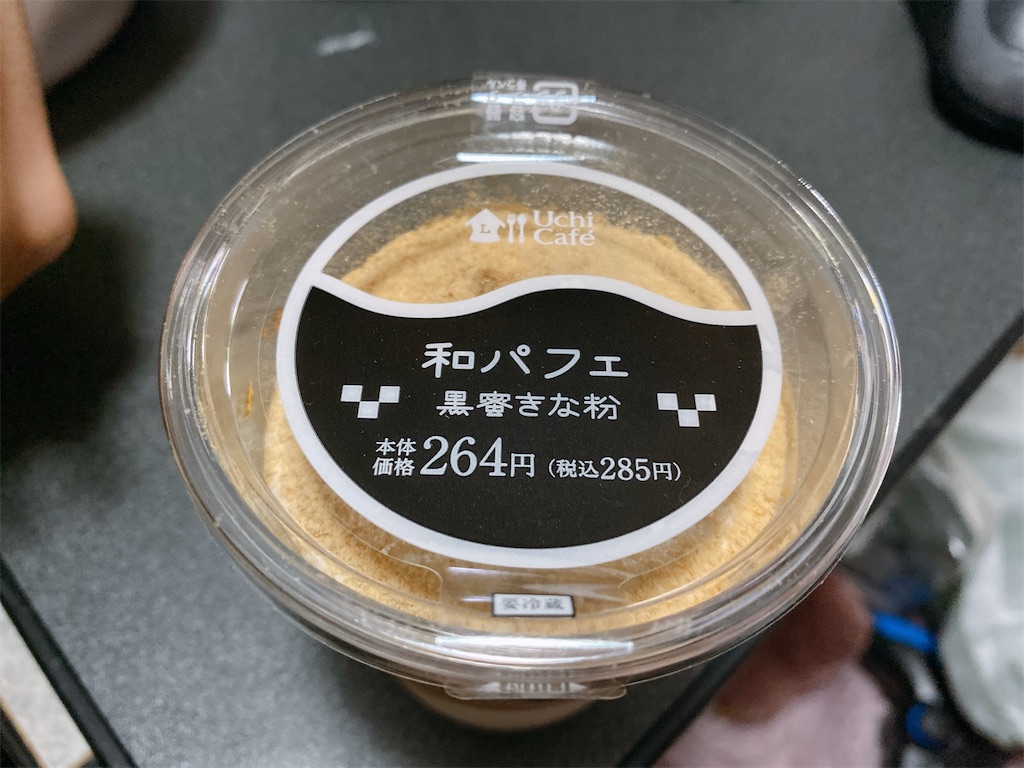 Uchi
Café
和パフェ
黒蜜きな粉
本体
価格 264円 (税込285円)
要冷蔵